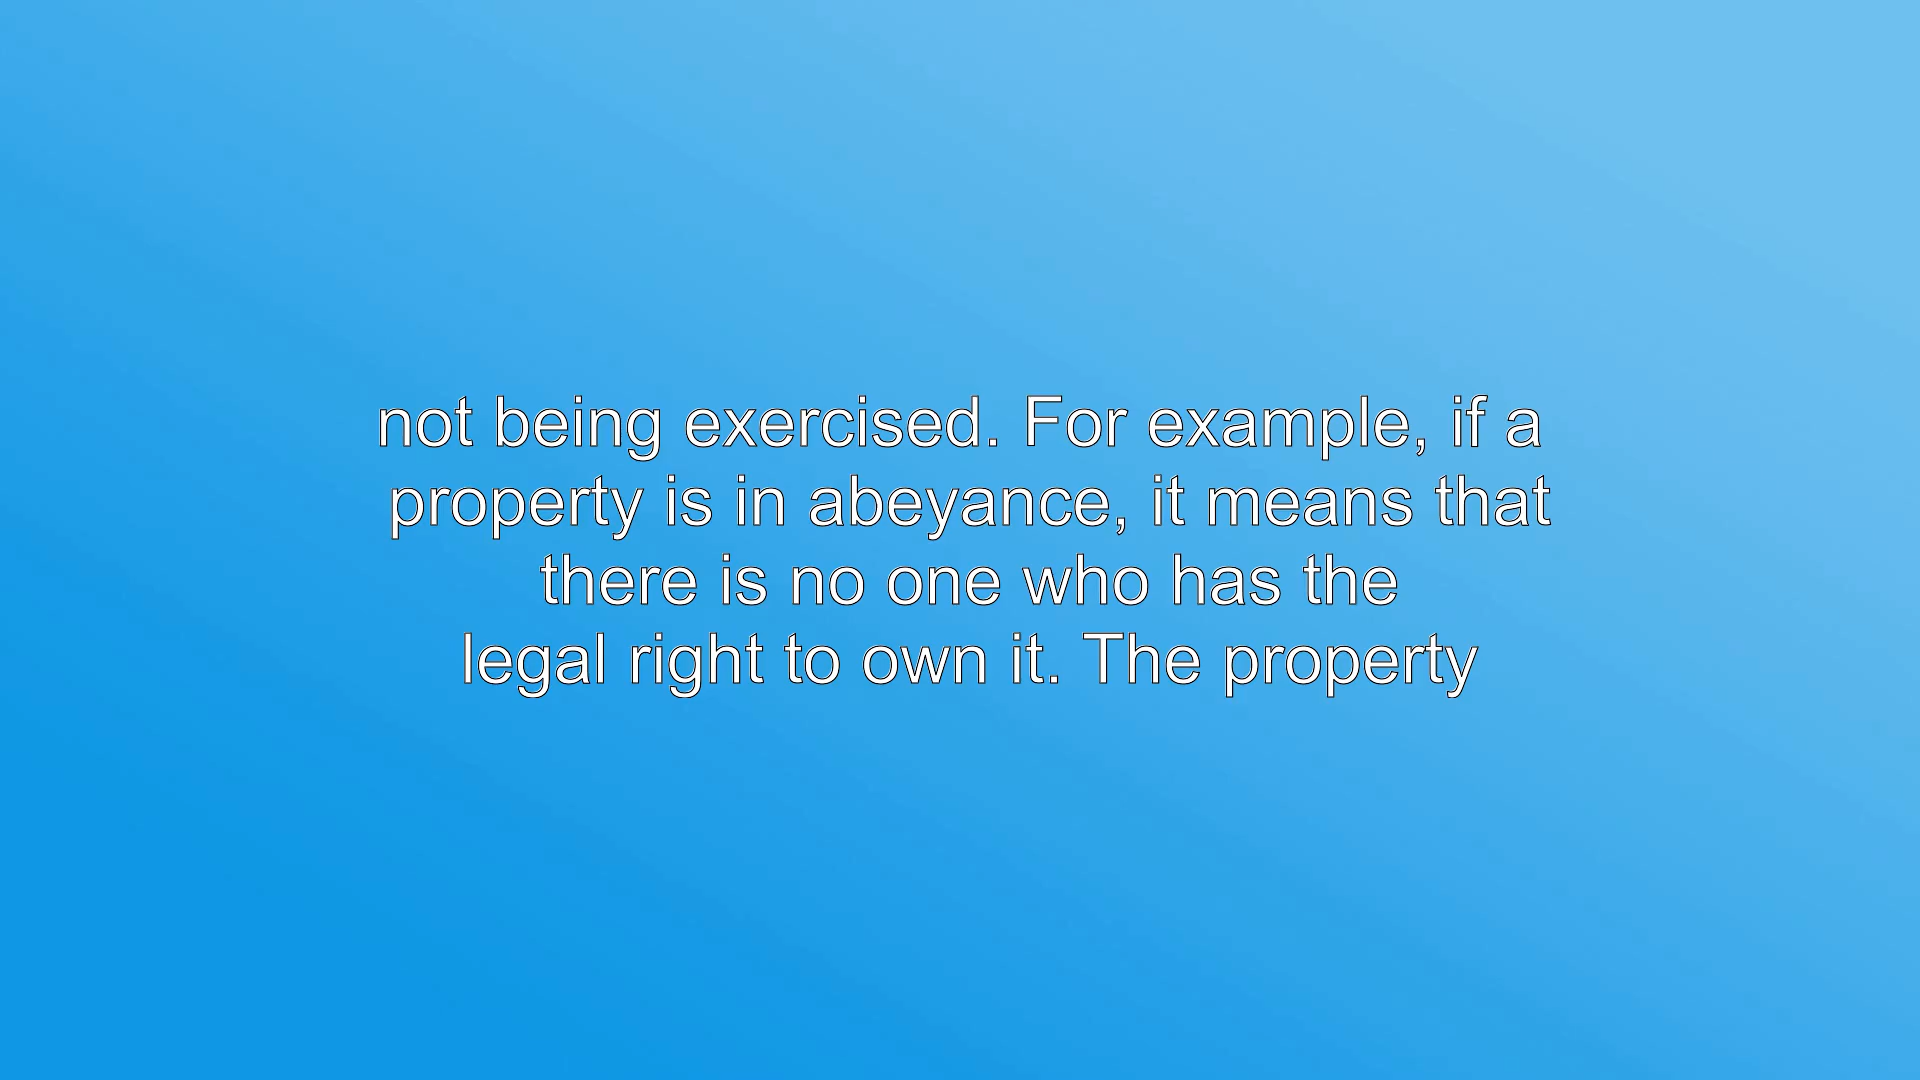 not being exercised. For example, if a
property is in abeyance, it means that
there is no one who has the
legal right to own it. The property